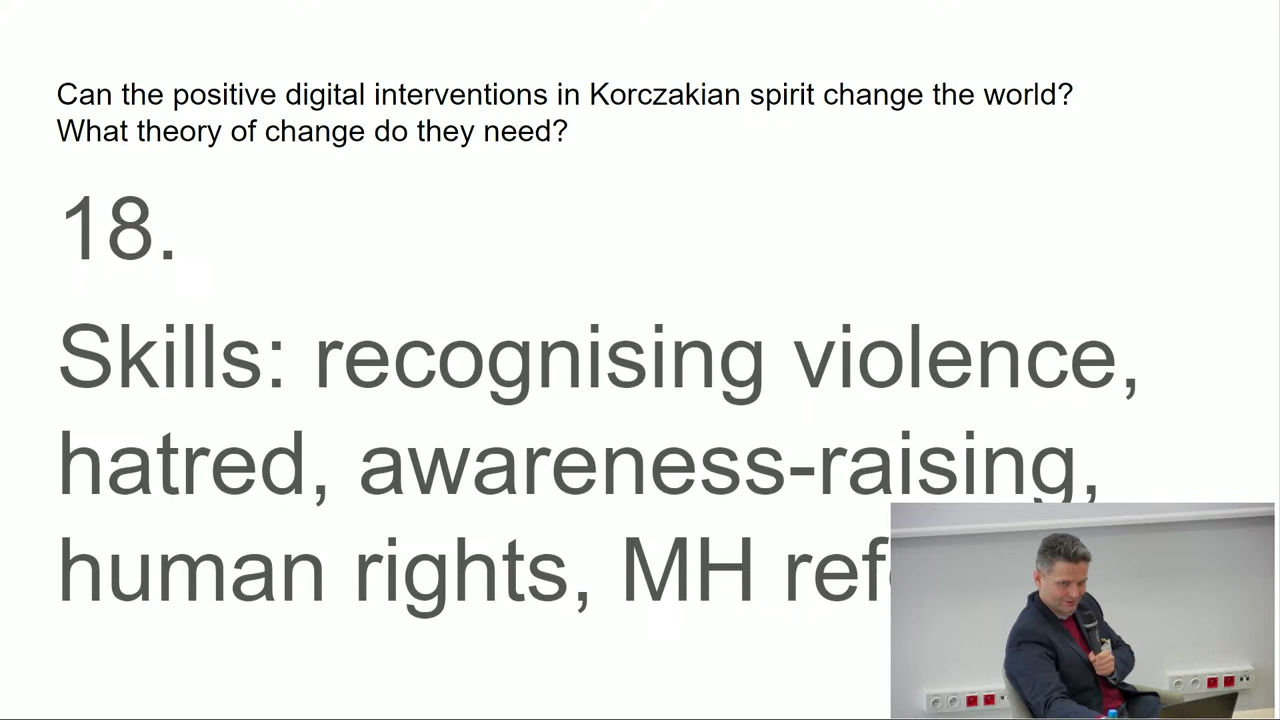 Can the positive digital interventions in Korczakian spirit change the world?
What theory of change do they need?
18.
Skills: recognising violence,
hatred, awareness-raising,
human rights, MH